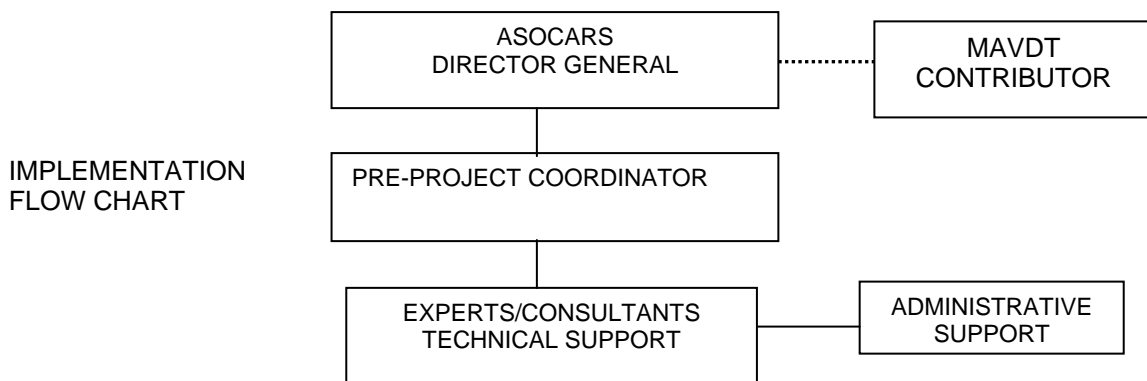 ASOCARS
DIRECTOR GENERAL
MAVDT
CONTRIBUTOR
IMPLEMENTATION
FLOW CHART
PRE-PROJECT COORDINATOR
EXPERTS/CONSULTANTS
TECHNICAL SUPPORT
ADMINISTRATIVE
SUPPORT